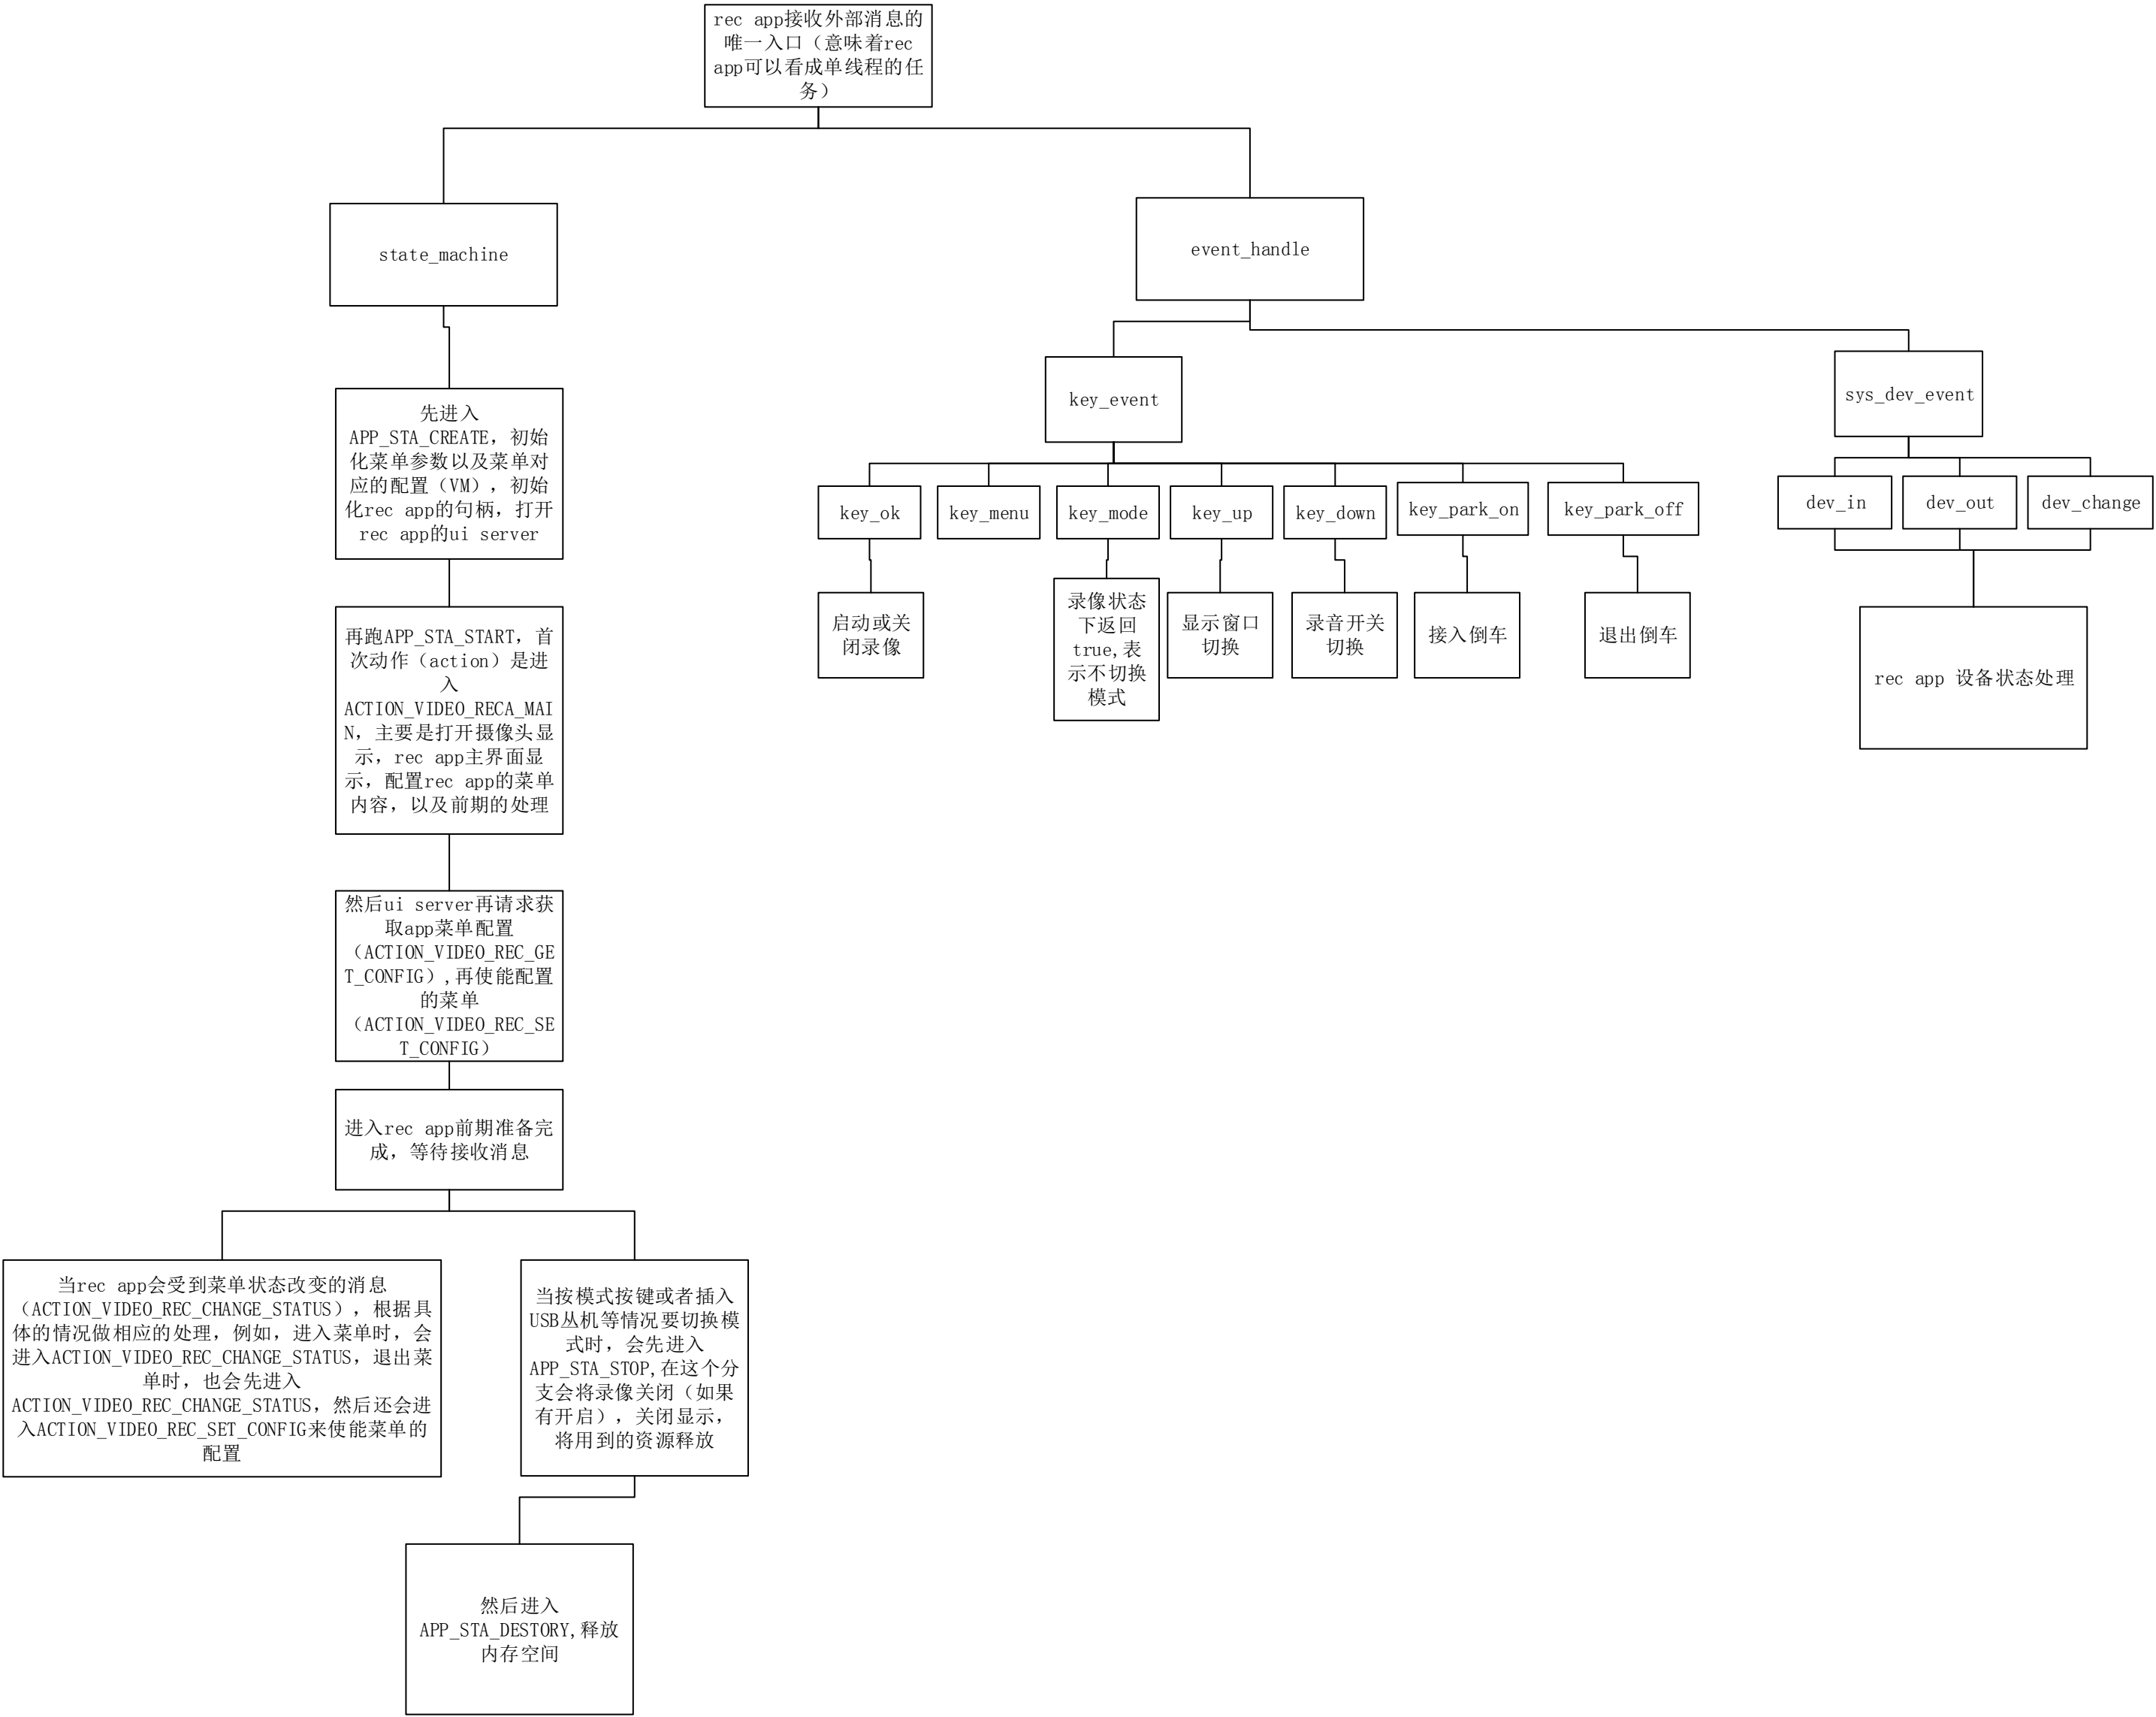 rec app接收外部消息的
唯一入口（意味着rec
app可以看成单线程的任
务）
state_machine
event_handle
先进入
APP_STA_CREATE，初始
化菜单参数以及菜单对
应的配置（VM），初始
化rec app的句柄，打开
rec app的ui server
再跑APP_STA_START，首
次动作（action）是进
入
ACTION_VIDEO_RECA_MAI
N，主要是打开摄像头显
示，rec app主界面显
示，配置rec app的菜单
内容，以及前期的处理
然后ui server再请求获
取app菜单配置
（ACTION_VIDEO_REC_GE
T_CONFIG）,再使能配置
的菜单
（ACTION_VIDEO_REC_SE
T_CONFIG）
进入rec app前期准备完
成，等待接收消息
当rec app会受到菜单状态改变的消息
（ACTION_VIDEO_REC_CHANGE_STATUS），根据具
体的情况做相应的处理，例如，进入菜单时，会
进入ACTION_VIDEO_REC_CHANGE_STATUS，退出菜
单时，也会先进入
ACTION_VIDEO_REC_CHANGE_STATUS，然后还会进
入ACTION_VIDEO_REC_SET_CONFIG来使能菜单的
配置
当按模式按键或者插入
USB从机等情况要切换模
式时，会先进入
APP_STA_STOP,在这个分
支会将录像关闭（如果
有开启），关闭显示，
将用到的资源释放
然后进入
APP_STA_DESTORY,释放
内存空间
key_event
key_ok
key_menu
key_mode
key_up
key_down
key_park_on
key_park_off
启动或关
闭录像
录像状态
下返回
true,表
示不切换
模式
显示窗口
切换
录音开关
切换
接入倒车
退出倒车
sys_dev_event
dev_in
dev_out
dev_change
rec app 设备状态处理